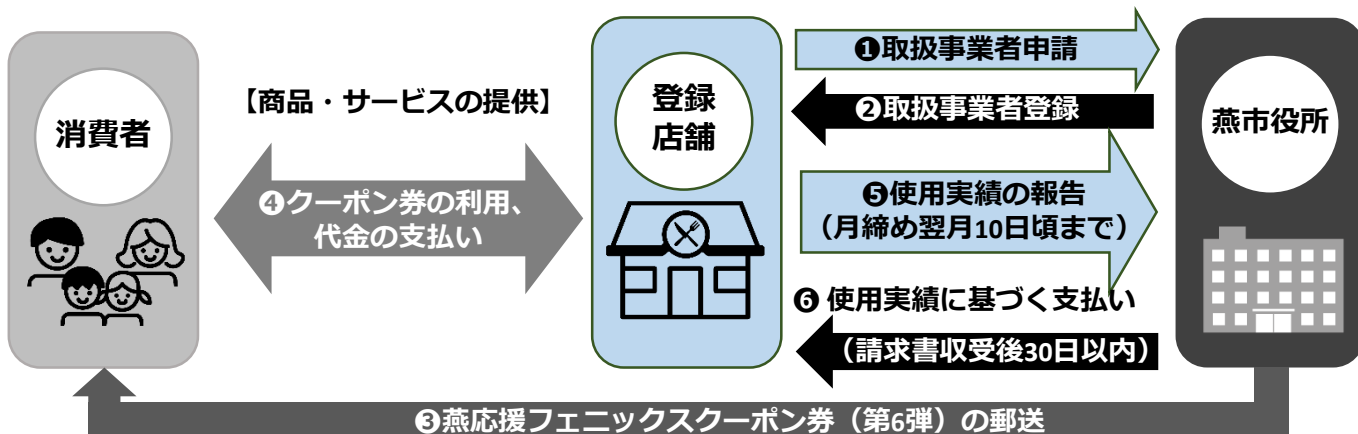 消費者
【商品・サービスの提供】
❹クーポン券の利用、
代金の支払い
登録
店舗
❶取扱事業者申請
❷取扱事業者登録
❺使用実績の報告
（月締め翌月10日頃まで）
❻ 使用実績に基づく支払い
（請求書収受後30日以内）
燕市役所
❸燕応援フェニックスクーポン券（第6弾）の郵送